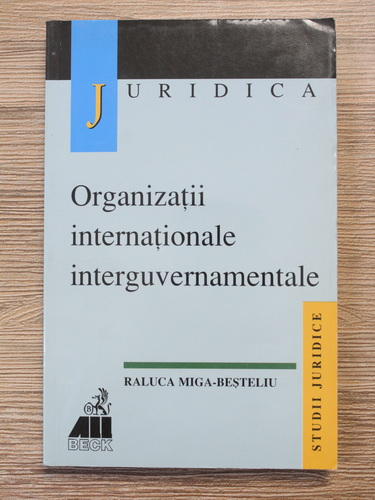 JURIDICA
Organizații
internaționale
interguvernamentale
RALUCA MIGA-BEȘTELIU
STUDII JURIDICE
B
ALL
BECK